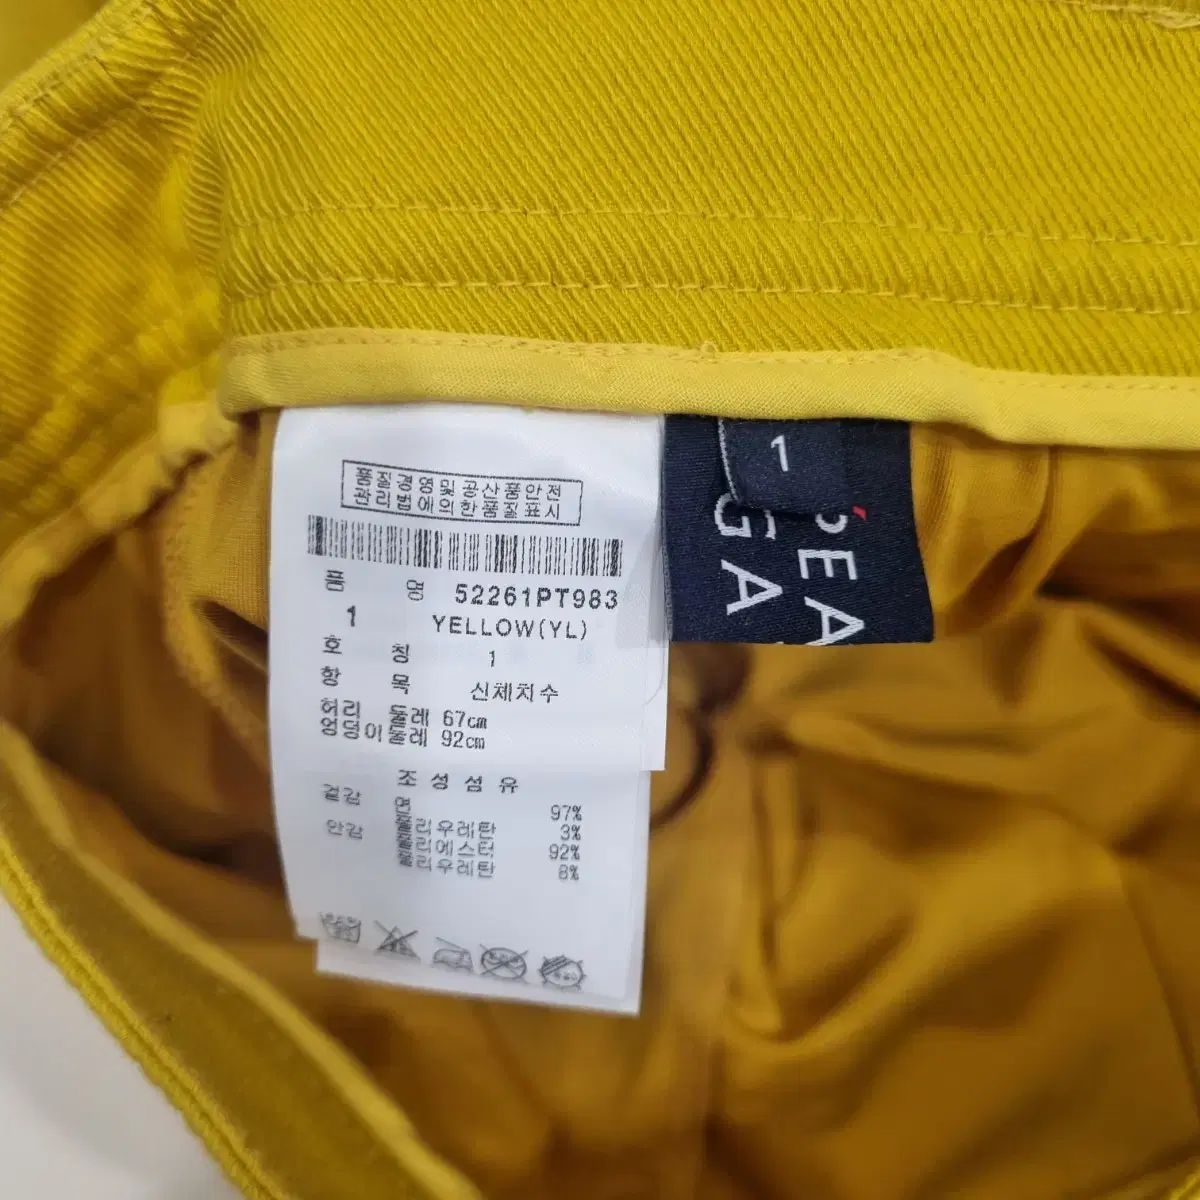 품질경영및 공산품안전
관리법에의한품질표시
품 명 52261PT983
1 YELLOW(YL)
호 칭 1
항 목 신체치수
허리 둘레 67cm
엉덩이둘레 92cm
조 성 섬 유
겉감 면 97%
폴리우레탄 3%
안감 폴리에스터 92%
폴리우레탄 8%
1
GA